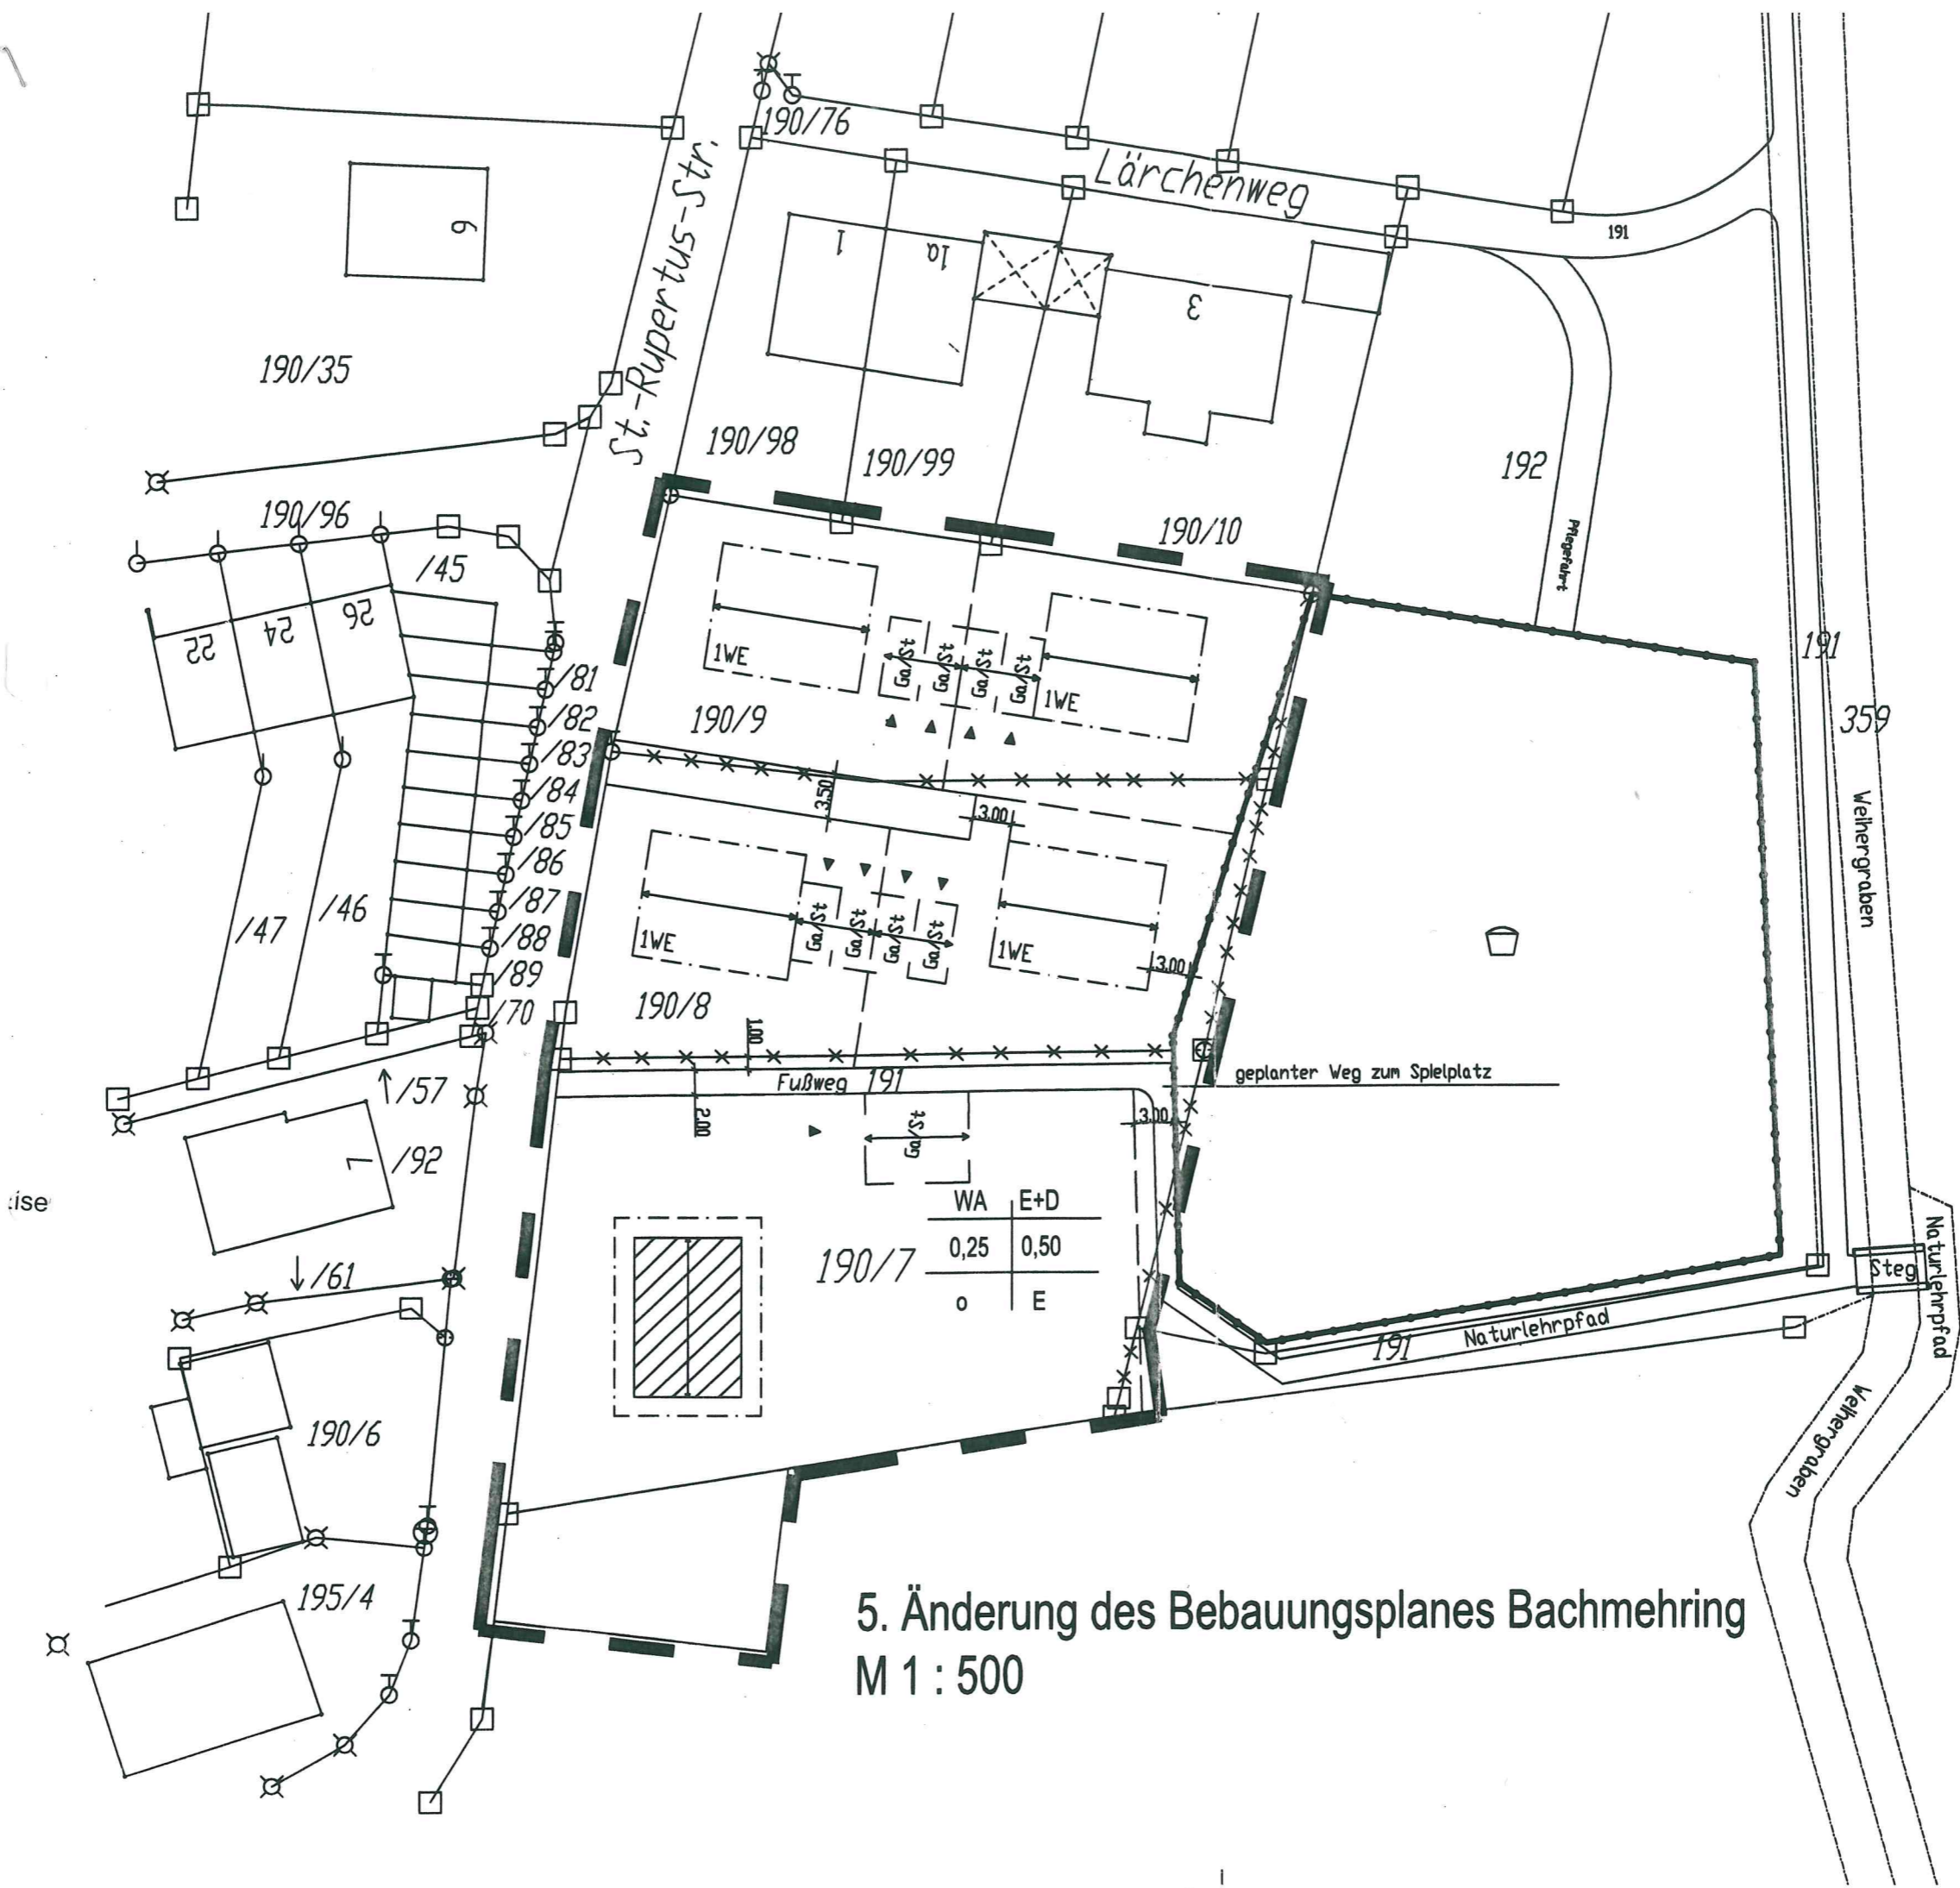 190/76
Lärchenweg
St.-Rupertus-Str.
191
9
1
1a
3
190/35
190/98
190/99
190/10
192
Pflegefahrt
190/96
/45
22
24
26
1WE
Ga/St
Ga/St
Ga/St
Ga/St
1WE
190/9
191
359
Weihergraben
/81
/82
/83
/84
/85
/86
/87
/88
/89
/70
/47
/46
3.50
3.00
1WE
Ga/St
Ga/St
Ga/St
Ga/St
1WE
3.00
190/8
1.00
Fußweg 191
2.00
geplanter Weg zum Spielplatz
3.00
Ga/St
/57
7
/92
:ise
/61
WA E+D
0,25 0,50
o E
190/7
Steg
Naturlehrpfad
Naturlehrpfad
191
Weihergraben
190/6
195/4
5. Änderung des Bebauungsplanes Bachmehring
M 1 : 500